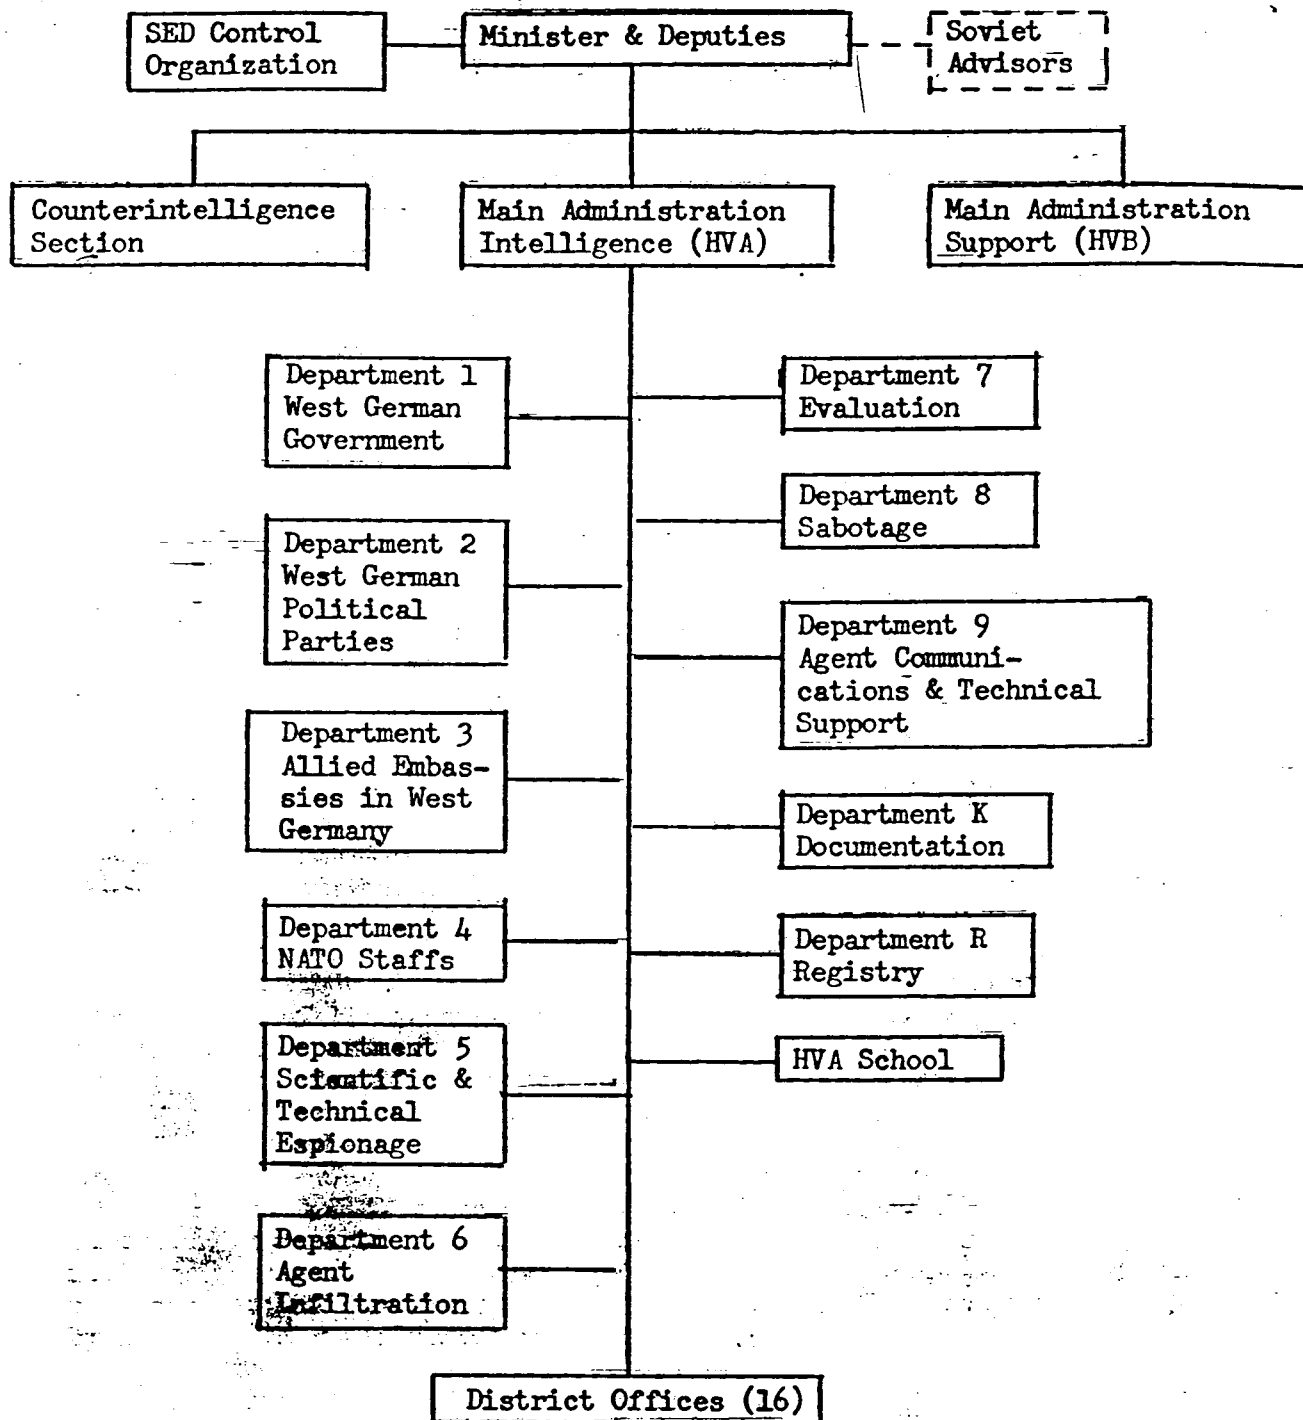 SED Control
Organization
Minister & Deputies
Soviet
Advisors
Counterintelligence
Section
Main Administration
Intelligence (HVA)
Main Administration
Support (HVB)
Department 1
West German
Government
Department 2
West German
Political
Parties
Department 3
Allied Embas-
sies in West
Germany
Department 4
NATO Staffs
Department 5
Scientific &
Technical
Espionage
Department 6
Agent
Infiltration
Department 7
Evaluation
Department 8
Sabotage
Department 9
Agent Communi-
cations & Technical
Support
Department K
Documentation
Department R
Registry
HVA School
District Offices (16)